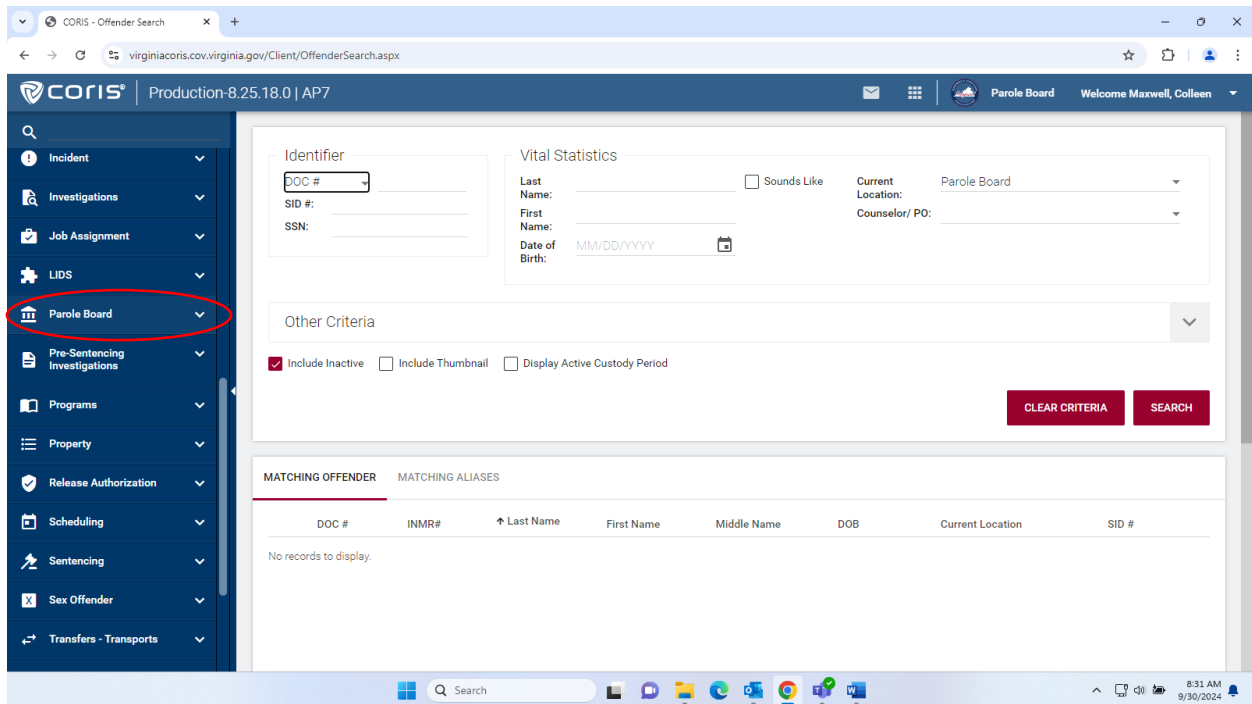 CORIS - Offender Search
virginiacoris.cov.virginia.gov/Client/OffenderSearch.aspx
CORIS® | Production-8.25.18.0 | AP7
Parole Board
Welcome Maxwell, Colleen
Incident
Investigations
Job Assignment
LIDS
Parole Board
Pre-Sentencing
Investigations
Programs
Property
Release Authorization
Scheduling
Sentencing
X Sex Offender
Transfers - Transports
Identifier
DOC #
SID #:
SSN:
Vital Statistics
Last
Name:
Sounds Like
First
Name:
Date of
Birth:
MM/DD/YYYY
Current
Location:
Parole Board
Counselor/ PO:
Other Criteria
Include Inactive Include Thumbnail Display Active Custody Period
CLEAR CRITERIA SEARCH
MATCHING OFFENDER MATCHING ALIASES
DOC # INMR# Last Name First Name Middle Name DOB Current Location SID #
No records to display.
Search
8:31 AM
9/30/2024